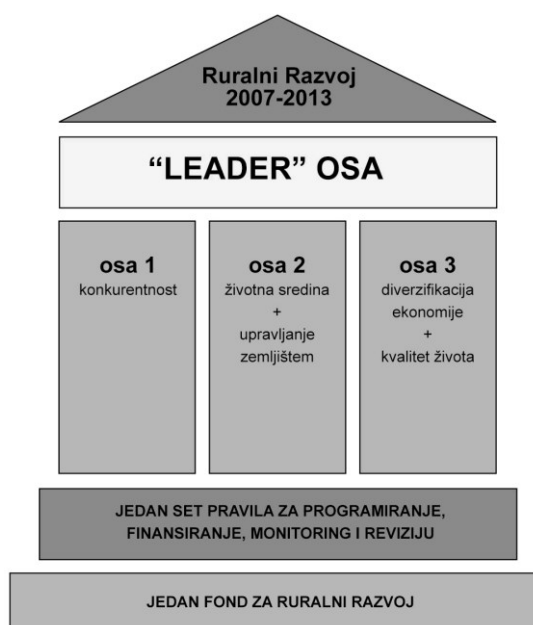 Ruralni Razvoj
2007-2013
“LEADER” OSA
osa 1
konkurentnost
osa 2
životna sredina
+
upravljanje
zemljištem
osa 3
diverzifikacija
ekonomije
+
kvalitet života
JEDAN SET PRAVILA ZA PROGRAMIRANJE,
FINANSIRANJE, MONITORING I REVIZIJU
JEDAN FOND ZA RURALNI RAZVOJ